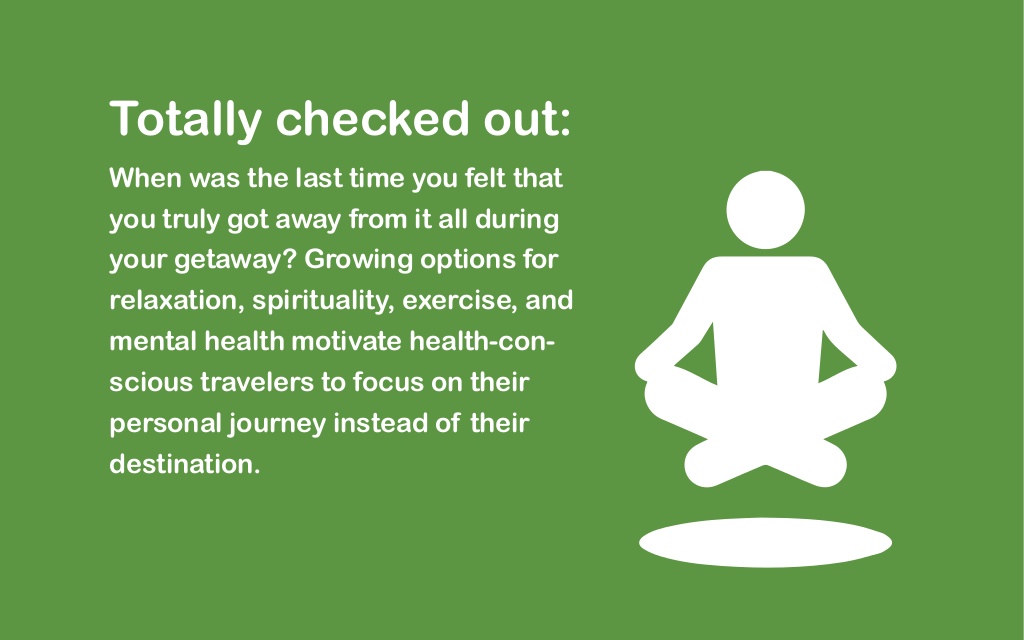 Totally checked out:
When was the last time you felt that
you truly got away from it all during
your getaway? Growing options for
relaxation, spirituality, exercise, and
mental health motivate health-con-
scious travelers to focus on their
personal journey instead of their
destination.